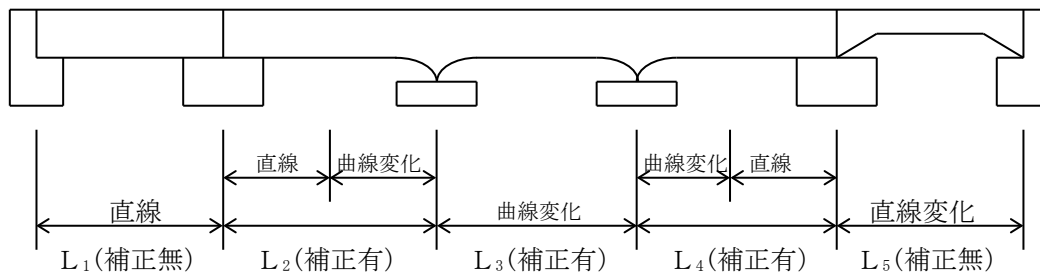 直線 曲線変化 曲線変化 直線
直線 曲線変化 直線変化
L₁(補正無) L₂(補正有) L₃(補正有) L₄(補正有) L₅(補正無)